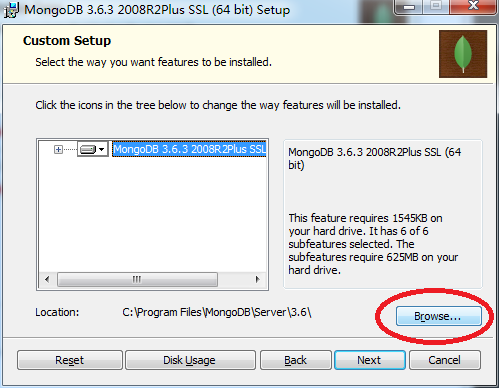 MongoDB 3.6.3 2008R2Plus SSL (64 bit) Setup
Custom Setup
Select the way you want features to be installed.
Click the icons in the tree below to change the way features will be installed.
MongoDB 3.6.3 2008R2Plus SSL
MongoDB 3.6.3 2008R2Plus SSL (64
bit)
This feature requires 1545KB on
your hard drive. It has 6 of 6
subfeatures selected. The
subfeatures require 625MB on your
hard drive.
Location: C:\Program Files\MongoDB\Server\3.6\
Browse...
Reset Disk Usage Back Next Cancel